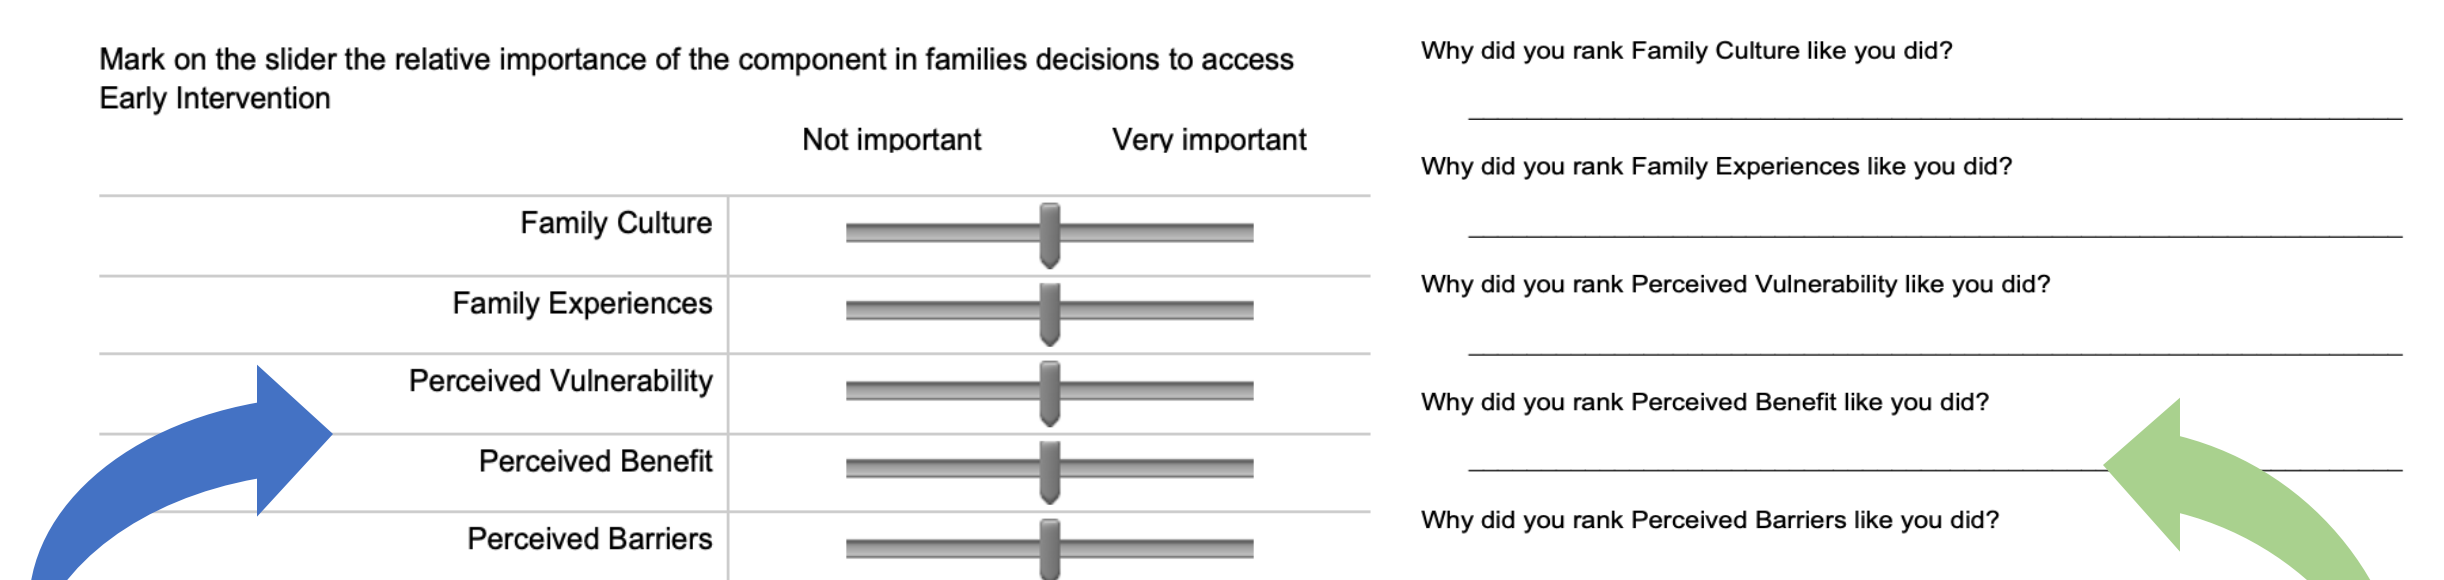 Mark on the slider the relative importance of the component in families decisions to access
Early Intervention
Not important Very important
Family Culture
Family Experiences
Perceived Vulnerability
Perceived Benefit
Perceived Barriers
Why did you rank Family Culture like you did?
Why did you rank Family Experiences like you did?
Why did you rank Perceived Vulnerability like you did?
Why did you rank Perceived Benefit like you did?
Why did you rank Perceived Barriers like you did?